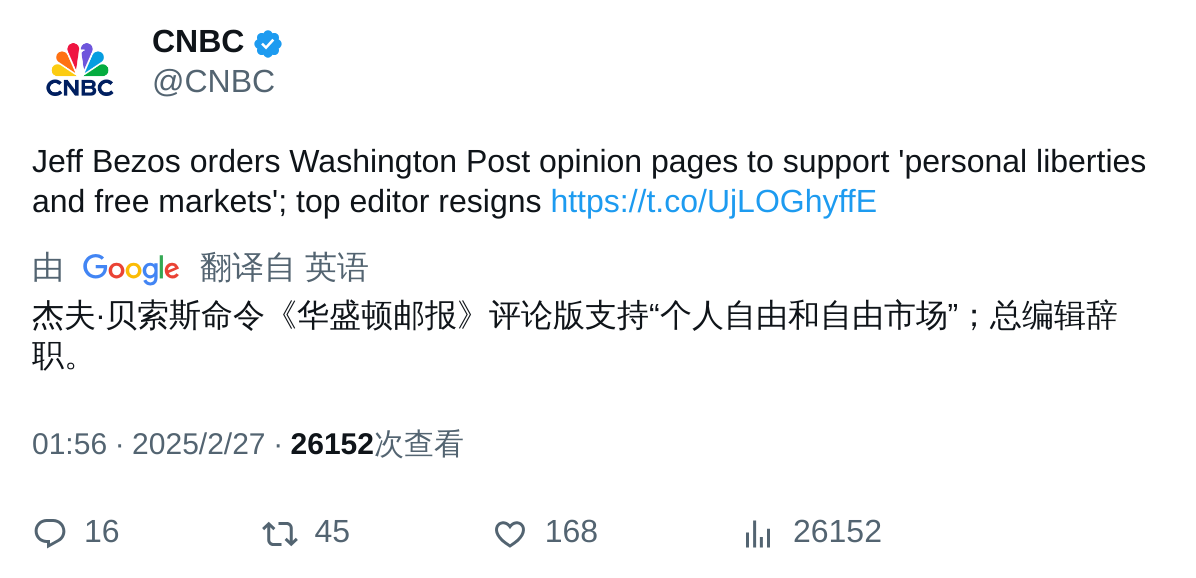 CNBC
@CNBC
CNBC
Jeff Bezos orders Washington Post opinion pages to support 'personal liberties
and free markets'; top editor resigns https://t.co/UjLOGhyffE
由 Google 翻译自 英语
杰夫·贝索斯命令《华盛顿邮报》评论版支持“个人自由和自由市场”；总编辑辞
职。
01:56 · 2025/2/27 · 26152次查看
16 45 168 26152